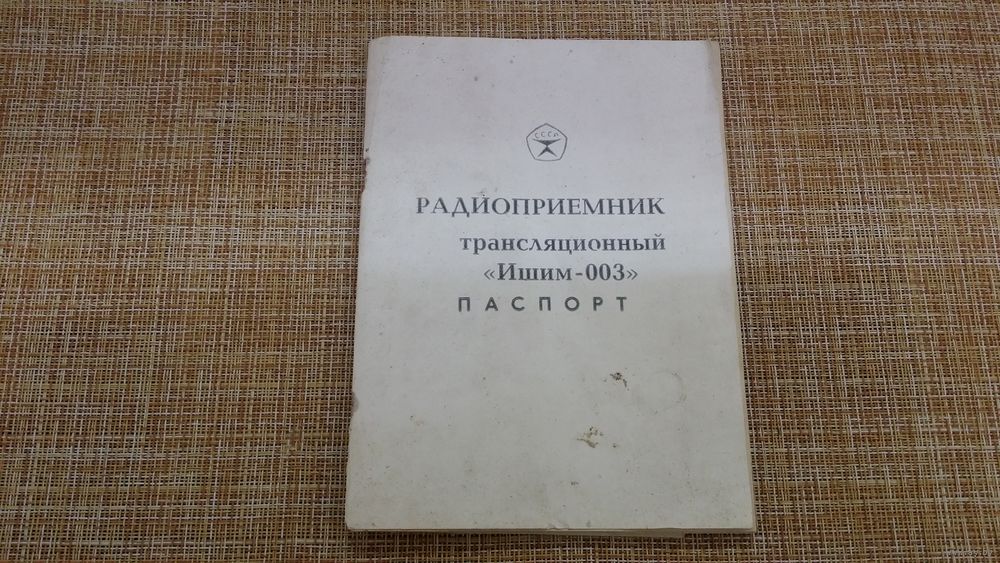 СССР
РАДИОПРИЕМНИК
трансляционный
«Ишим-003»
ПАСПОРТ